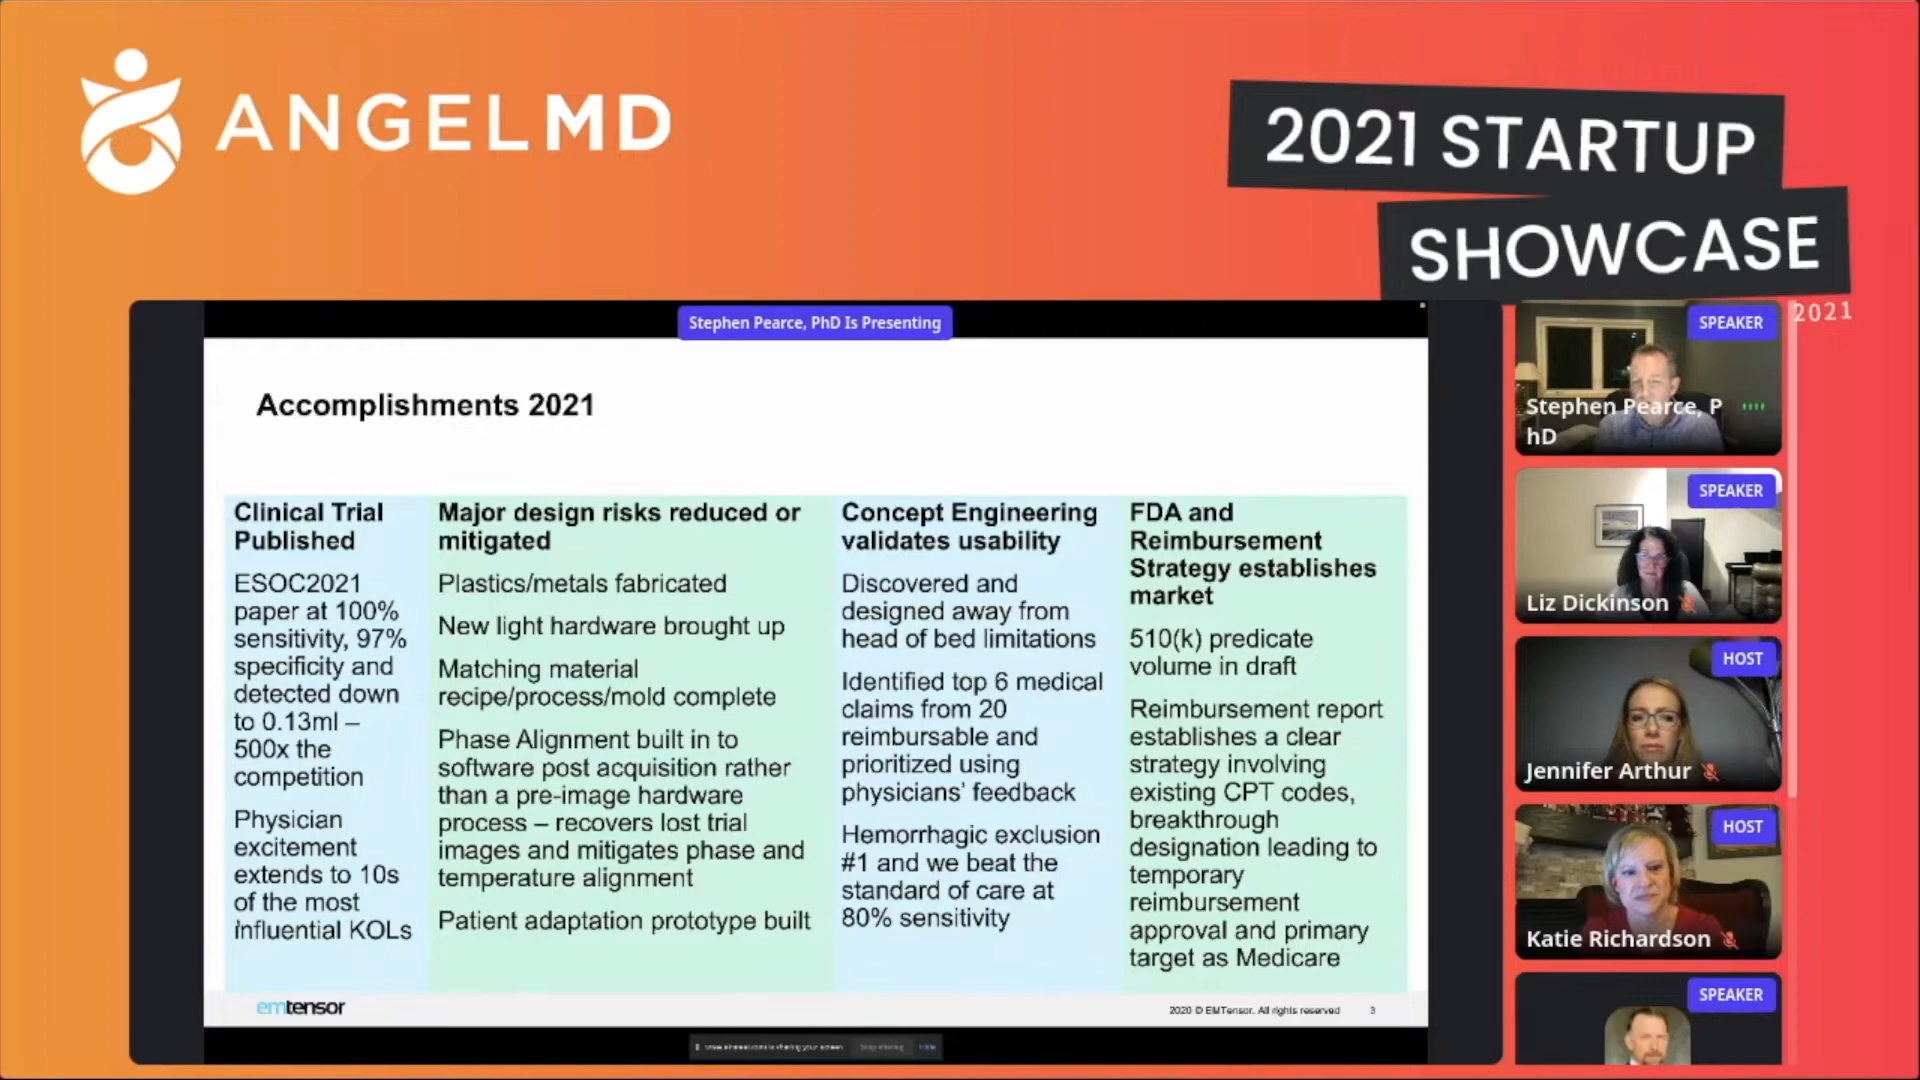 ANGELMD
2021 STARTUP
SHOWCASE
2021
Stephen Pearce, PhD Is Presenting
Accomplishments 2021
Clinical Trial
Published
ESOC2021
paper at 100%
sensitivity, 97%
specificity and
detected down
to 0.13ml –
500x the
competition
Physician
excitement
extends to 10s
of the most
influential KOLs
Major design risks reduced or
mitigated
Plastics/metals fabricated
New light hardware brought up
Matching material
recipe/process/mold complete
Phase Alignment built in to
software post acquisition rather
than a pre-image hardware
process – recovers lost trial
images and mitigates phase and
temperature alignment
Patient adaptation prototype built
Concept Engineering
validates usability
Discovered and
designed away from
head of bed limitations
Identified top 6 medical
claims from 20
reimbursable and
prioritized using
physicians’ feedback
Hemorrhagic exclusion
#1 and we beat the
standard of care at
80% sensitivity
FDA and
Reimbursement
Strategy establishes
market
510(k) predicate
volume in draft
Reimbursement report
establishes a clear
strategy involving
existing CPT codes,
breakthrough
designation leading to
temporary
reimbursement
approval and primary
target as Medicare
emtensor
2020 © EMTensor. All rights reserved 3
is sharing your screen Stop sharing Hide
SPEAKER
Stephen Pearce, P
hD
SPEAKER
Liz Dickinson
HOST
Jennifer Arthur
HOST
Katie Richardson
SPEAKER